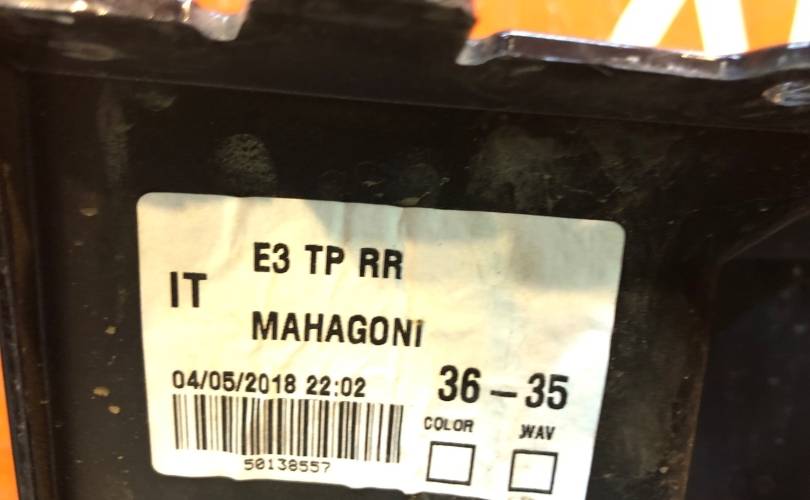 E3 TP RR
IT
MAHAGONI
04/05/2018 22:02
36 – 35
COLOR
WAV
50138557